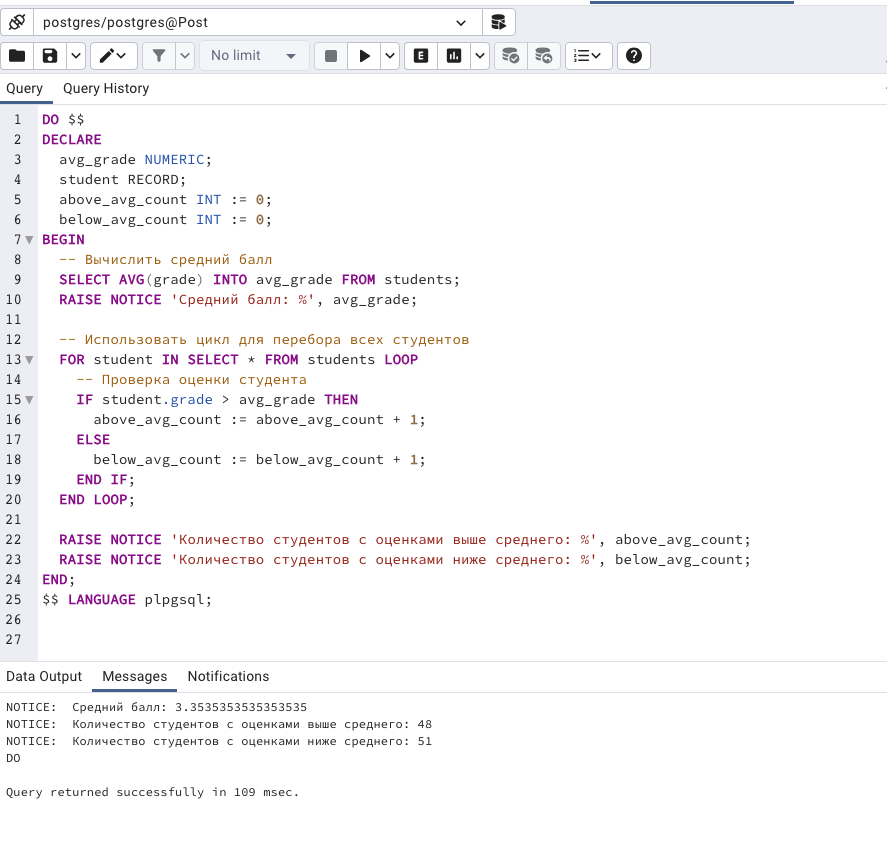 postgres/postgres@Post
No limit
E
Query Query History
1 DO $$
2 DECLARE
3 avg_grade NUMERIC;
4 student RECORD;
5 above_avg_count INT := 0;
6 below_avg_count INT := 0;
7 BEGIN
8 -- Вычислить средний балл
9 SELECT AVG(grade) INTO avg_grade FROM students;
10 RAISE NOTICE 'Средний балл: %', avg_grade;
11
12 -- Использовать цикл для перебора всех студентов
13 FOR student IN SELECT * FROM students LOOP
14 -- Проверка оценки студента
15 IF student.grade > avg_grade THEN
16 above_avg_count := above_avg_count + 1;
17 ELSE
18 below_avg_count := below_avg_count + 1;
19 END IF;
20 END LOOP;
21
22 RAISE NOTICE 'Количество студентов с оценками выше среднего: %', above_avg_count;
23 RAISE NOTICE 'Количество студентов с оценками ниже среднего: %', below_avg_count;
24 END;
25 $$ LANGUAGE plpgsql;
26
27
Data Output Messages Notifications
NOTICE: Средний балл: 3.3535353535353535
NOTICE: Количество студентов с оценками выше среднего: 48
NOTICE: Количество студентов с оценками ниже среднего: 51
DO
Query returned successfully in 109 msec.